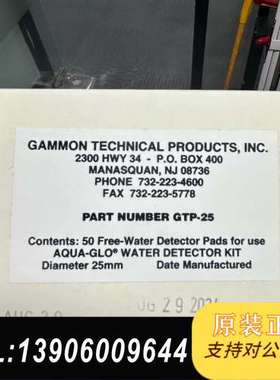 GAMMON TECHNICAL PRODUCTS, INC.
2300 HWY 34 - P.O. BOX 400
MANASQUAN, NJ 08736
PHONE 732-223-4600
FAX 732-223-5778
PART NUMBER GTP-25
Contents: 50 Free-Water Detector Pads for use
AQUA-GLO® WATER DETECTOR KIT
Diameter 25mm Date Manufactured
29
原装正
支持对公
L:13906009644